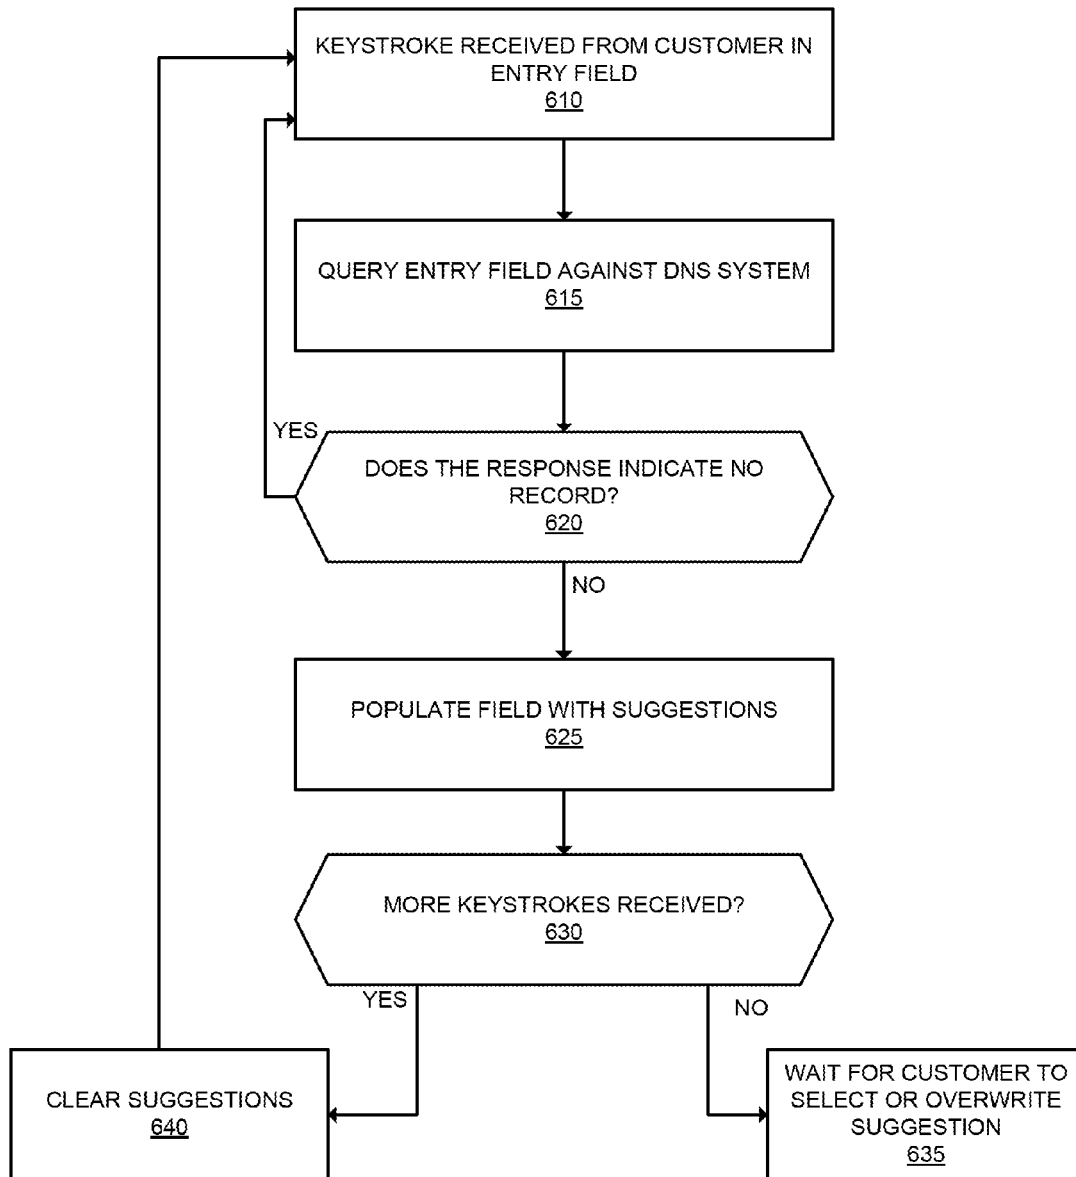 KEYSTROKE RECEIVED FROM CUSTOMER IN
ENTRY FIELD
610
QUERY ENTRY FIELD AGAINST DNS SYSTEM
615
YES
DOES THE RESPONSE INDICATE NO
RECORD?
620
NO
POPULATE FIELD WITH SUGGESTIONS
625
MORE KEYSTROKES RECEIVED?
630
YES
NO
CLEAR SUGGESTIONS
640
WAIT FOR CUSTOMER TO
SELECT OR OVERWRITE
SUGGESTION
635